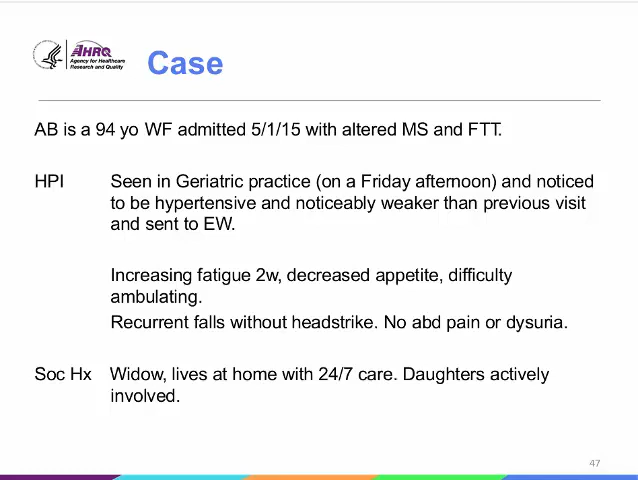 AHRQ
Agency for Healthcare
Research and Quality
Case
AB is a 94 yo WF admitted 5/1/15 with altered MS and FTT.
HPI Seen in Geriatric practice (on a Friday afternoon) and noticed
to be hypertensive and noticeably weaker than previous visit
and sent to EW.
Increasing fatigue 2w, decreased appetite, difficulty
ambulating.
Recurrent falls without headstrike. No abd pain or dysuria.
Soc Hx Widow, lives at home with 24/7 care. Daughters actively
involved.
47